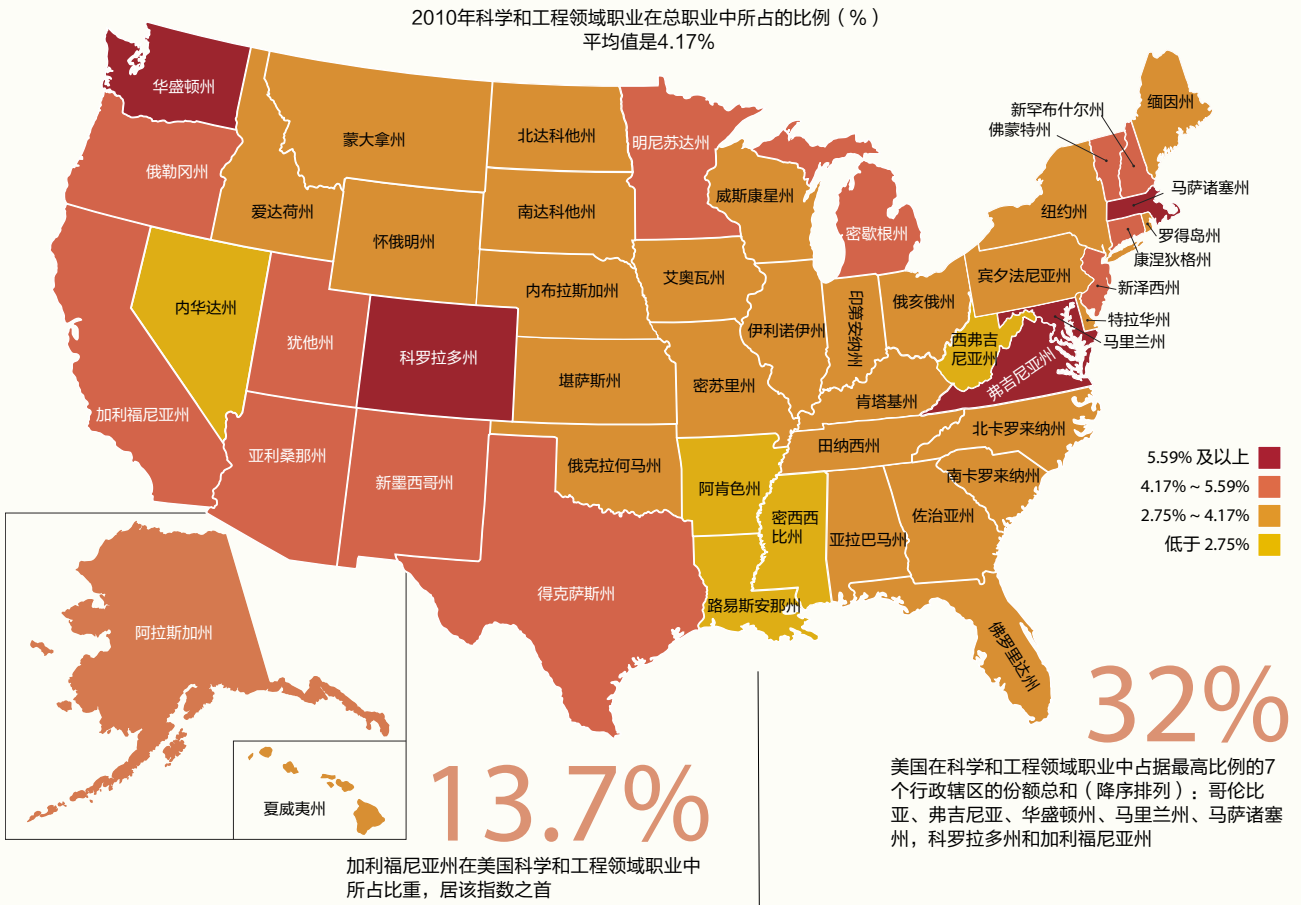 2010年科学和工程领域职业在总职业中所占的比例（%）
平均值是4.17%
华盛顿州
俄勒冈州
蒙大拿州
北达科他州
明尼苏达州
爱达荷州
怀俄明州
南达科他州
威斯康星州
密歇根州
新罕布什尔州
佛蒙特州
缅因州
纽约州
马萨诸塞州
罗得岛州
康涅狄格州
宾夕法尼亚州
新泽西州
特拉华州
马里兰州
内华达州
犹他州
科罗拉多州
内布拉斯加州
艾奥瓦州
伊利诺伊州
印第安纳州
俄亥俄州
西弗吉
尼亚州
弗吉尼亚州
加利福尼亚州
堪萨斯州
密苏里州
肯塔基州
亚利桑那州
新墨西哥州
俄克拉何马州
阿肯色州
田纳西州
北卡罗来纳州
南卡罗来纳州
密西西
比州
亚拉巴马州
佐治亚州
得克萨斯州
路易斯安那州
佛罗里达州
阿拉斯加州
夏威夷州
5.59% 及以上
4.17%～5.59%
2.75%～4.17%
低于 2.75%
13.7%
加利福尼亚州在美国科学和工程领域职业中
所占比重，居该指数之首
32%
美国在科学和工程领域职业中占据最高比例的7
个行政辖区的份额总和（降序排列）：哥伦比
亚、弗吉尼亚、华盛顿州、马里兰州、马萨诸塞
州，科罗拉多州和加利福尼亚州